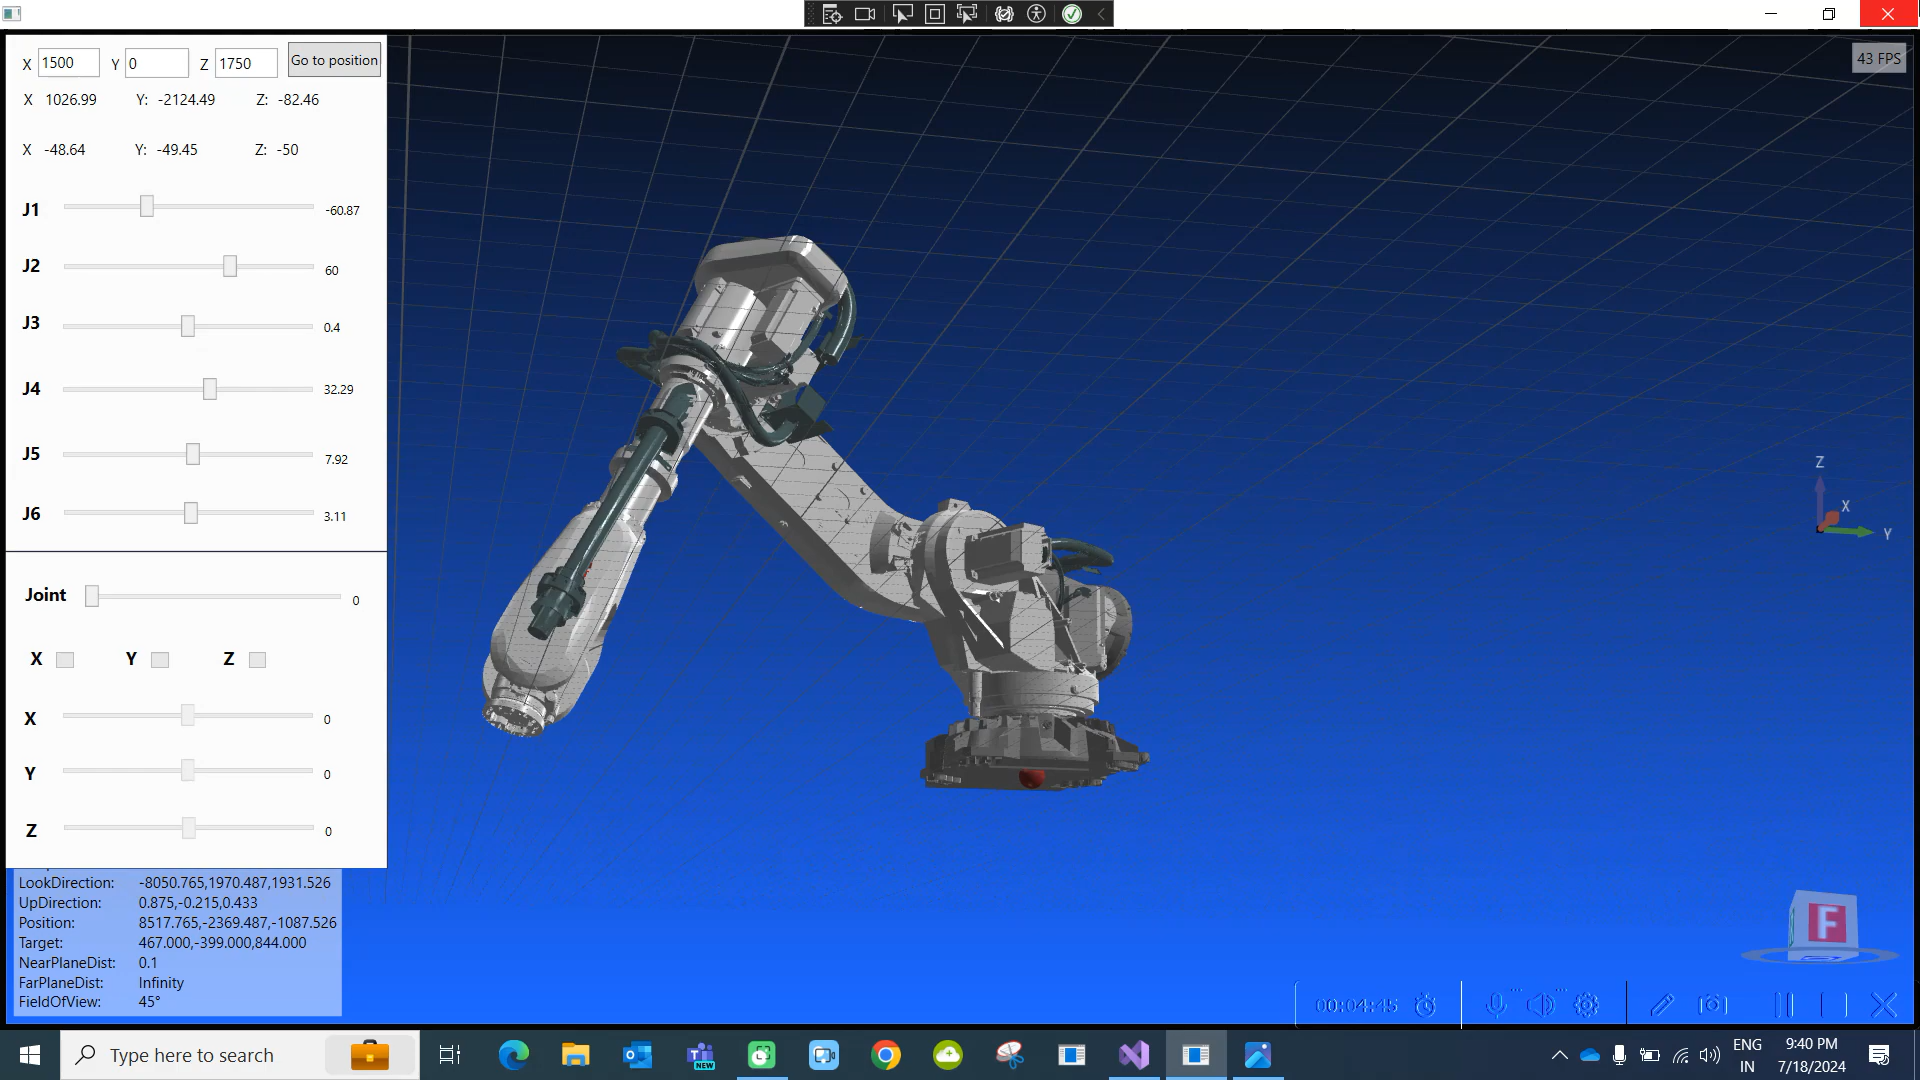 X 1500 Y 0 Z 1750 Go to position
X 1026.99 Y: -2124.49 Z: -82.46
X -48.64 Y: -49.45 Z: -50
J1 -60.87
J2 60
J3 0.4
J4 32.29
J5 7.92
J6 3.11
Joint 0
X Y Z
X 0
Y 0
Z 0
LookDirection: -8050.765,1970.487,1931.526
UpDirection: 0.875,-0.215,0.433
Position: 8517.765,-2369.487,-1087.526
Target: 467.000,-399.000,844.000
NearPlaneDist: 0.1
FarPlaneDist: Infinity
FieldOfView: 45°
43 FPS
Z
X
Y
F
00:04:45
Type here to search
NEW
ENG
IN
9:40 PM
7/18/2024